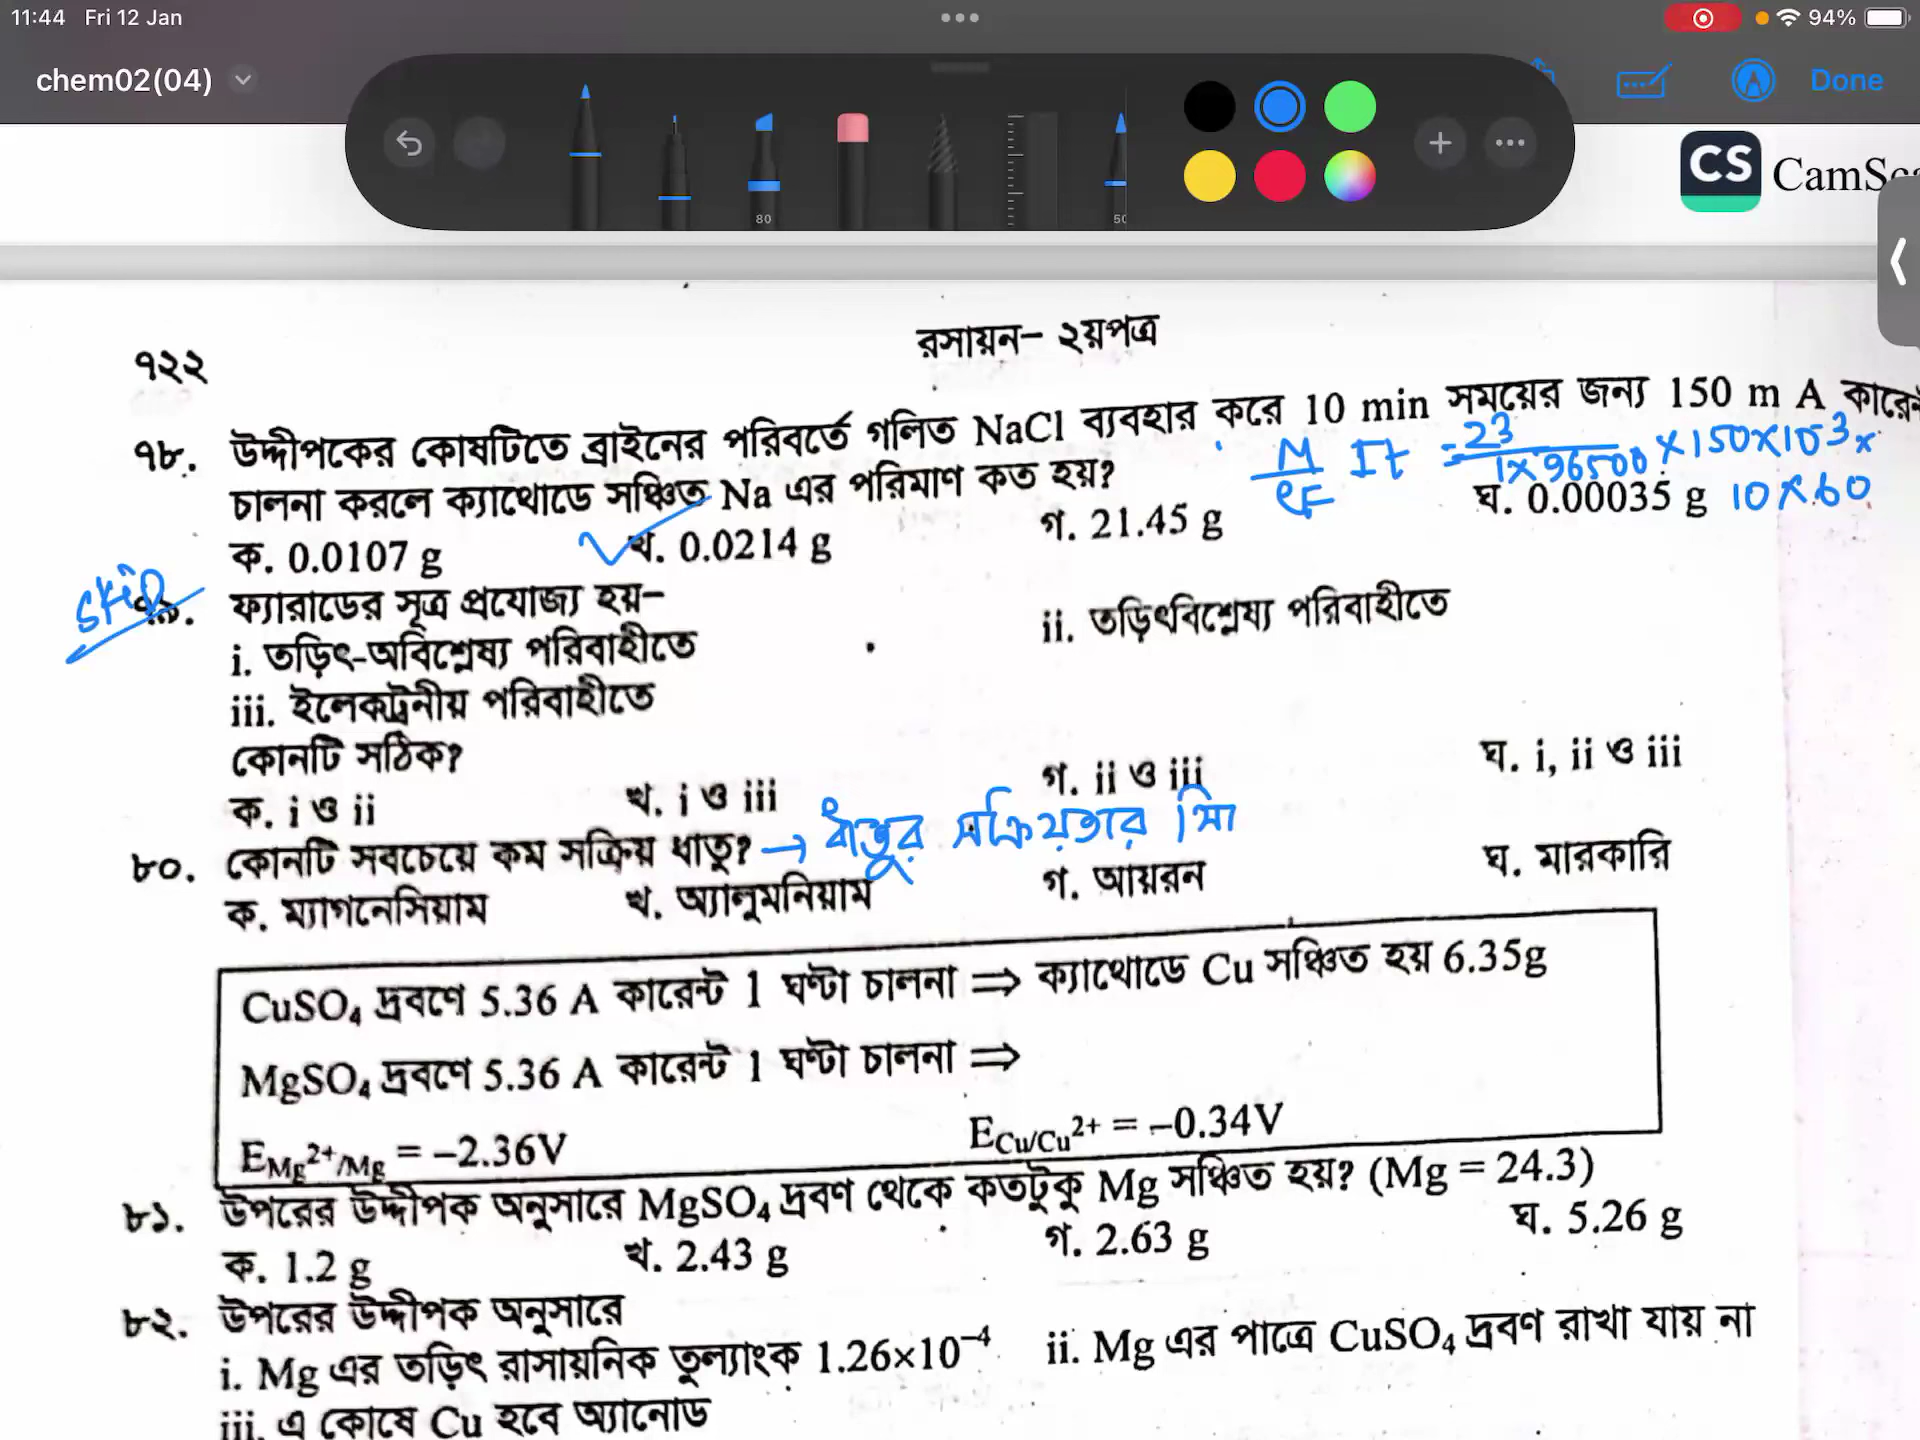 11:44 Fri 12 Jan
94%
chem02(04)
Done
80
50
CS CamSca
রসায়ন– ২য়পত্র
৭২২
৭৮. উদ্দীপকের কোষটিতে ব্রাইনের পরিবর্তে গলিত NaCl ব্যবহার করে 10 min সময়ের জন্য 150 m A কারেন্ট
চালনা করলে ক্যাথোডে সঞ্চিত Na এর পরিমাণ কত হয়?
M/eF It = 23/1×96500 ×150×10-3×
10×60
ক. 0.0107 g খ. 0.0214 g গ. 21.45 g ঘ. 0.00035 g
skip
৭৯. ফ্যারাডের সূত্র প্রযোজ্য হয়–
i. তড়িৎ-অবিশ্লেষ্য পরিবাহীতে ii. তড়িৎবিশ্লেষ্য পরিবাহীতে
iii. ইলেকট্রনীয় পরিবাহীতে
কোনটি সঠিক?
ক. i ও ii খ. i ও iii গ. ii ও iii ঘ. i, ii ও iii
৮০. কোনটি সবচেয়ে কম সক্রিয় ধাতু? → ধাতুর সক্রিয়তার সি
ক. ম্যাগনেসিয়াম খ. অ্যালুমনিয়াম গ. আয়রন ঘ. মারকারি
CuSO₄ দ্রবণে 5.36 A কারেন্ট 1 ঘণ্টা চালনা ⇒ ক্যাথোডে Cu সঞ্চিত হয় 6.35g
MgSO₄ দ্রবণে 5.36 A কারেন্ট 1 ঘণ্টা চালনা ⇒
E Mg²⁺/Mg = –2.36V E Cu/Cu²⁺ = –0.34V
৮১. উপরের উদ্দীপক অনুসারে MgSO₄ দ্রবণ থেকে কতটুকু Mg সঞ্চিত হয়? (Mg = 24.3)
ক. 1.2 g খ. 2.43 g গ. 2.63 g ঘ. 5.26 g
৮২. উপরের উদ্দীপক অনুসারে
i. Mg এর তড়িৎ রাসায়নিক তুল্যাংক 1.26×10⁻⁴ ii. Mg এর পাত্রে CuSO₄ দ্রবণ রাখা যায় না
iii. এ কোষে Cu হবে অ্যানোড